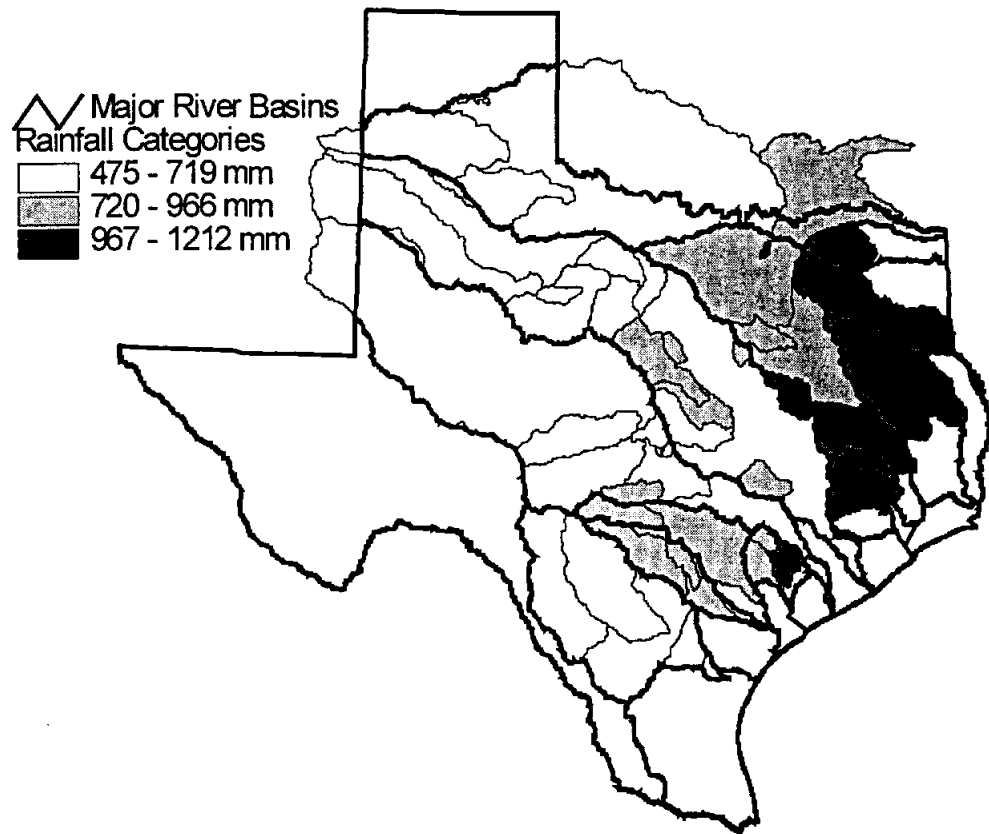 Major River Basins
Rainfall Categories
475 - 719 mm
720 - 966 mm
967 - 1212 mm